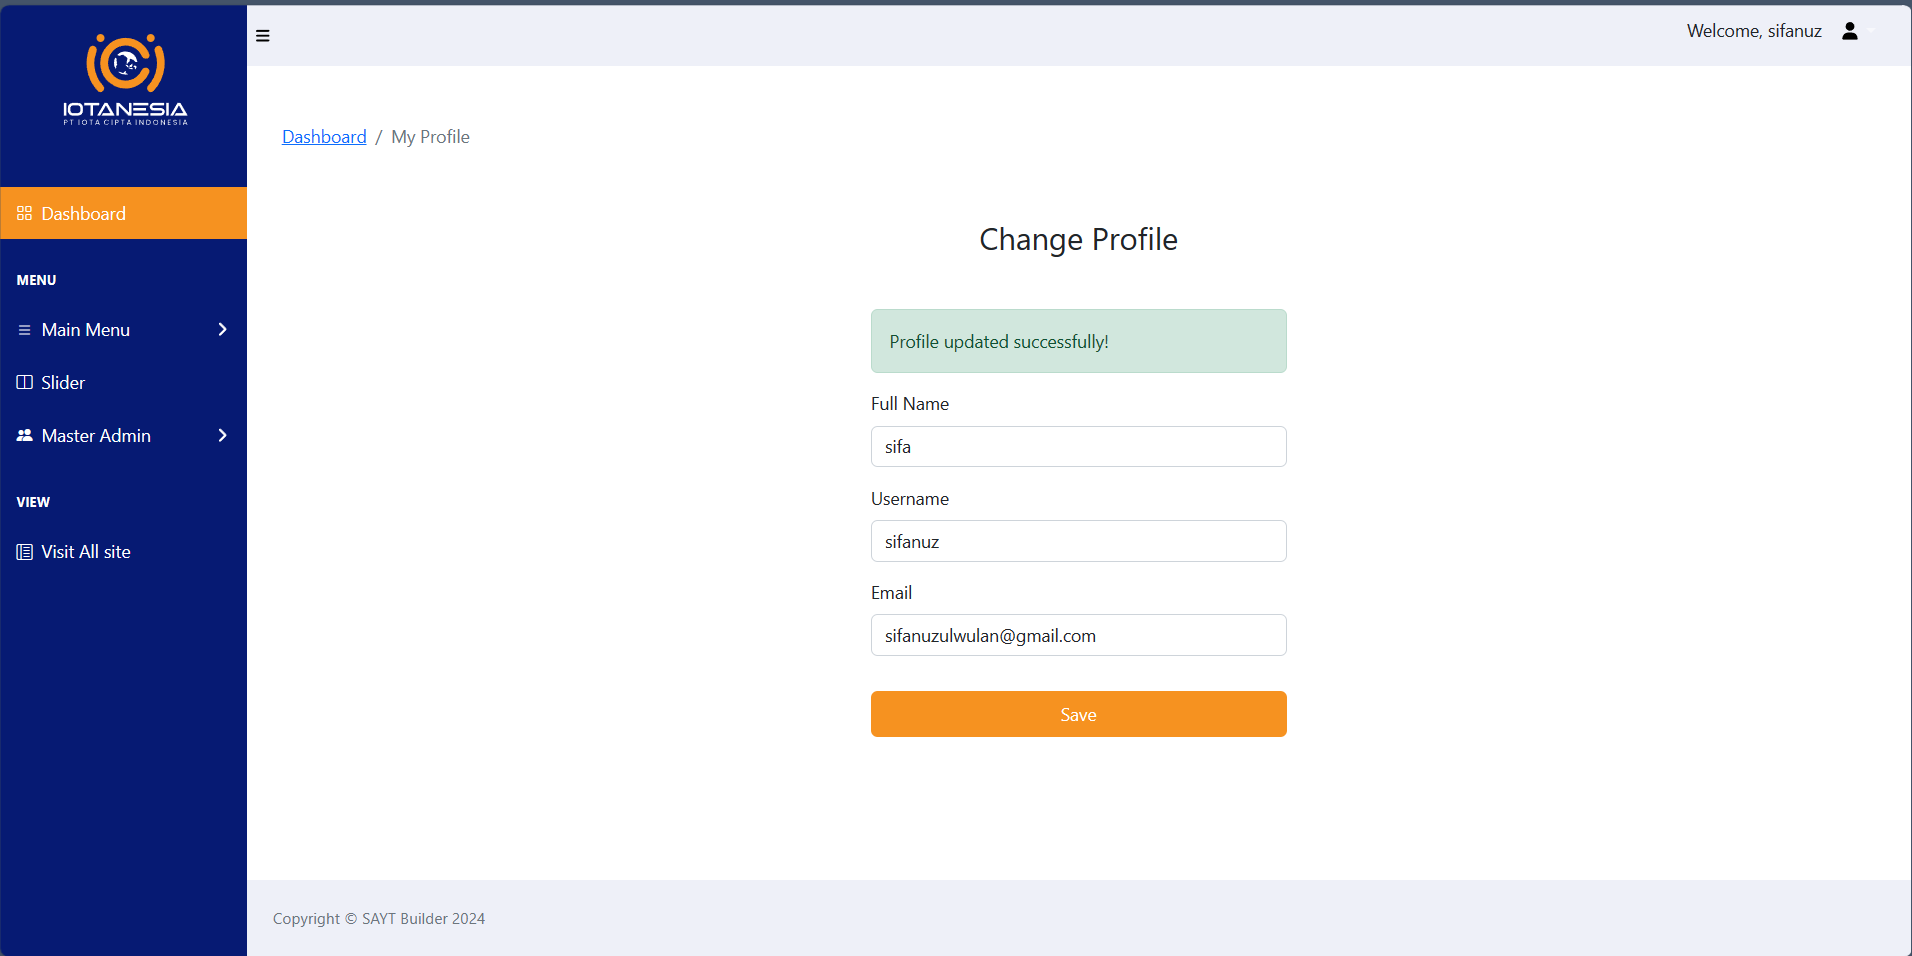 IOTANESIA
PT IOTA CIPTA INDONESIA
Dashboard
MENU
Main Menu
Slider
Master Admin
VIEW
Visit All site
Welcome, sifanuz
Dashboard / My Profile
Change Profile
Profile updated successfully!
Full Name
sifa
Username
sifanuz
Email
sifanuzulwulan@gmail.com
Save
Copyright © SAYT Builder 2024